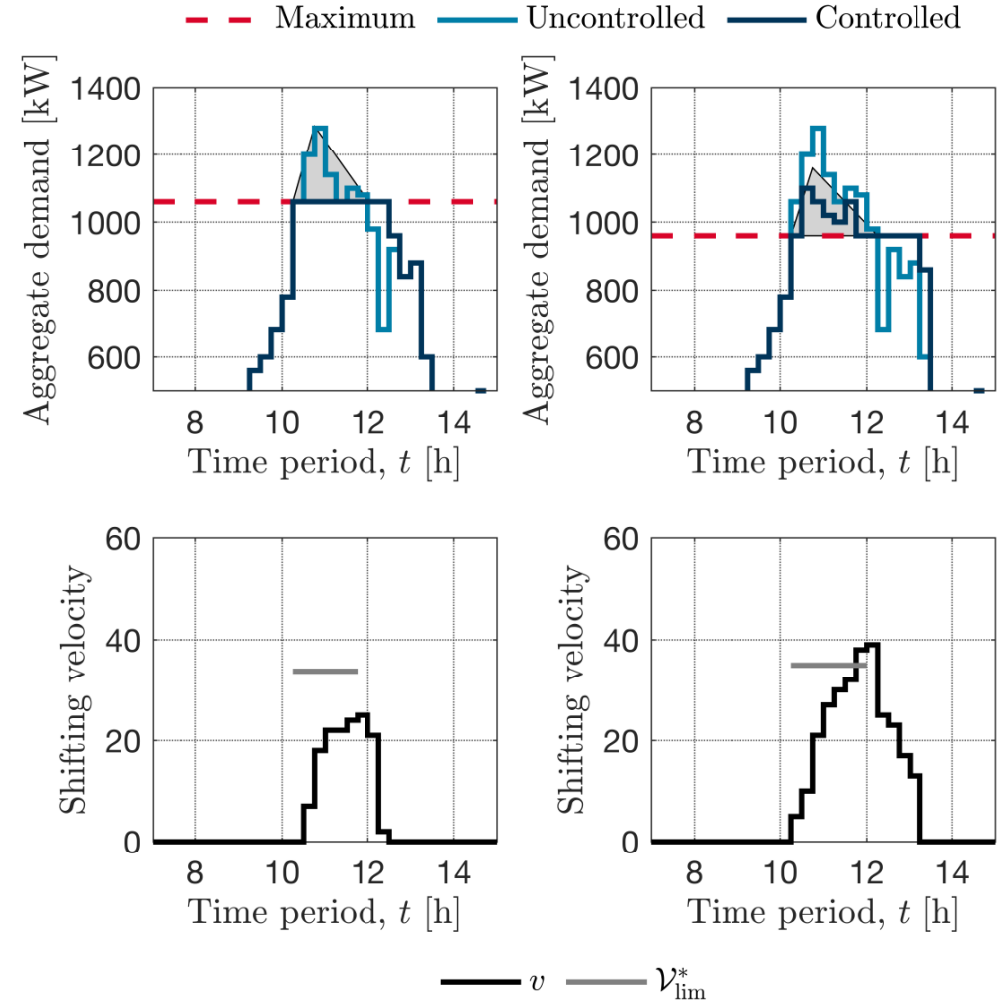 Maximum Uncontrolled Controlled
Aggregate demand [kW]
1400
1200
1000
800
600
8 10 12 14
Time period, t [h]
Aggregate demand [kW]
1400
1200
1000
800
600
8 10 12 14
Time period, t [h]
Shifting velocity
60
40
20
0
8 10 12 14
Time period, t [h]
Shifting velocity
60
40
20
0
8 10 12 14
Time period, t [h]
v 𝒱*lim